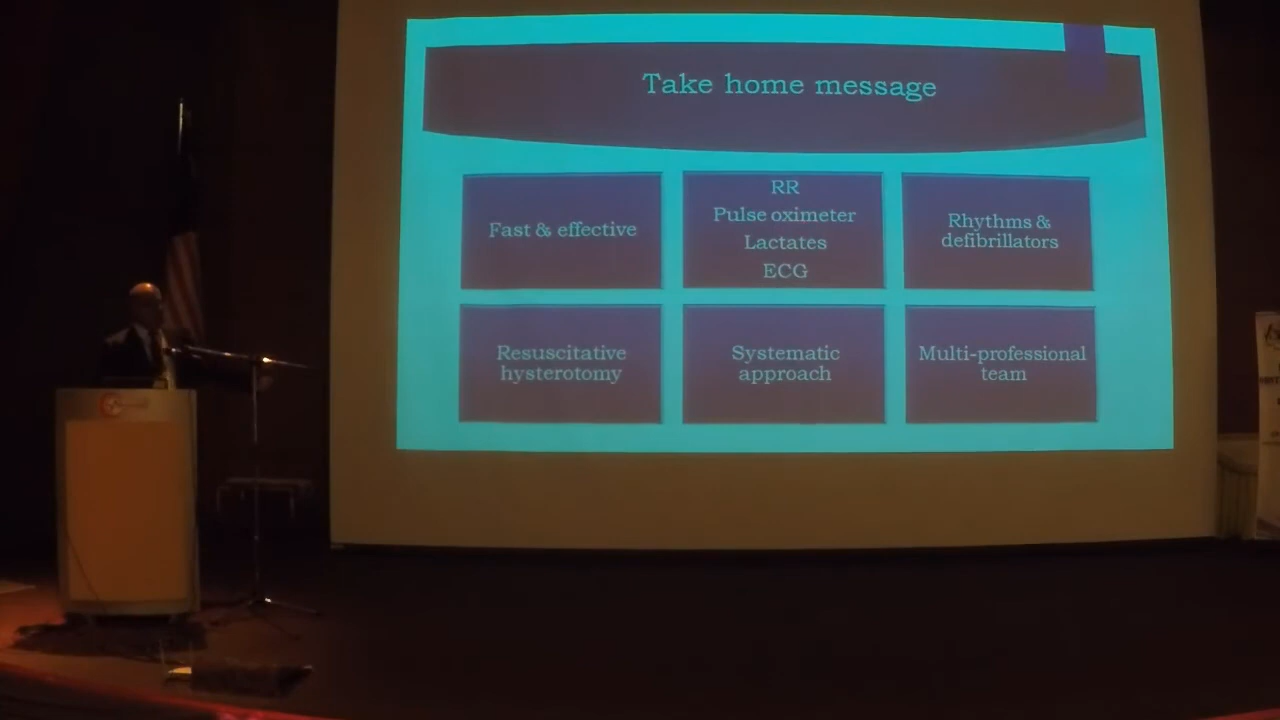 Take home message
Fast & effective
RR
Pulse oximeter
Lactates
ECG
Rhythms &
defibrillators
Resuscitative
hysterotomy
Systematic
approach
Multi-professional
team